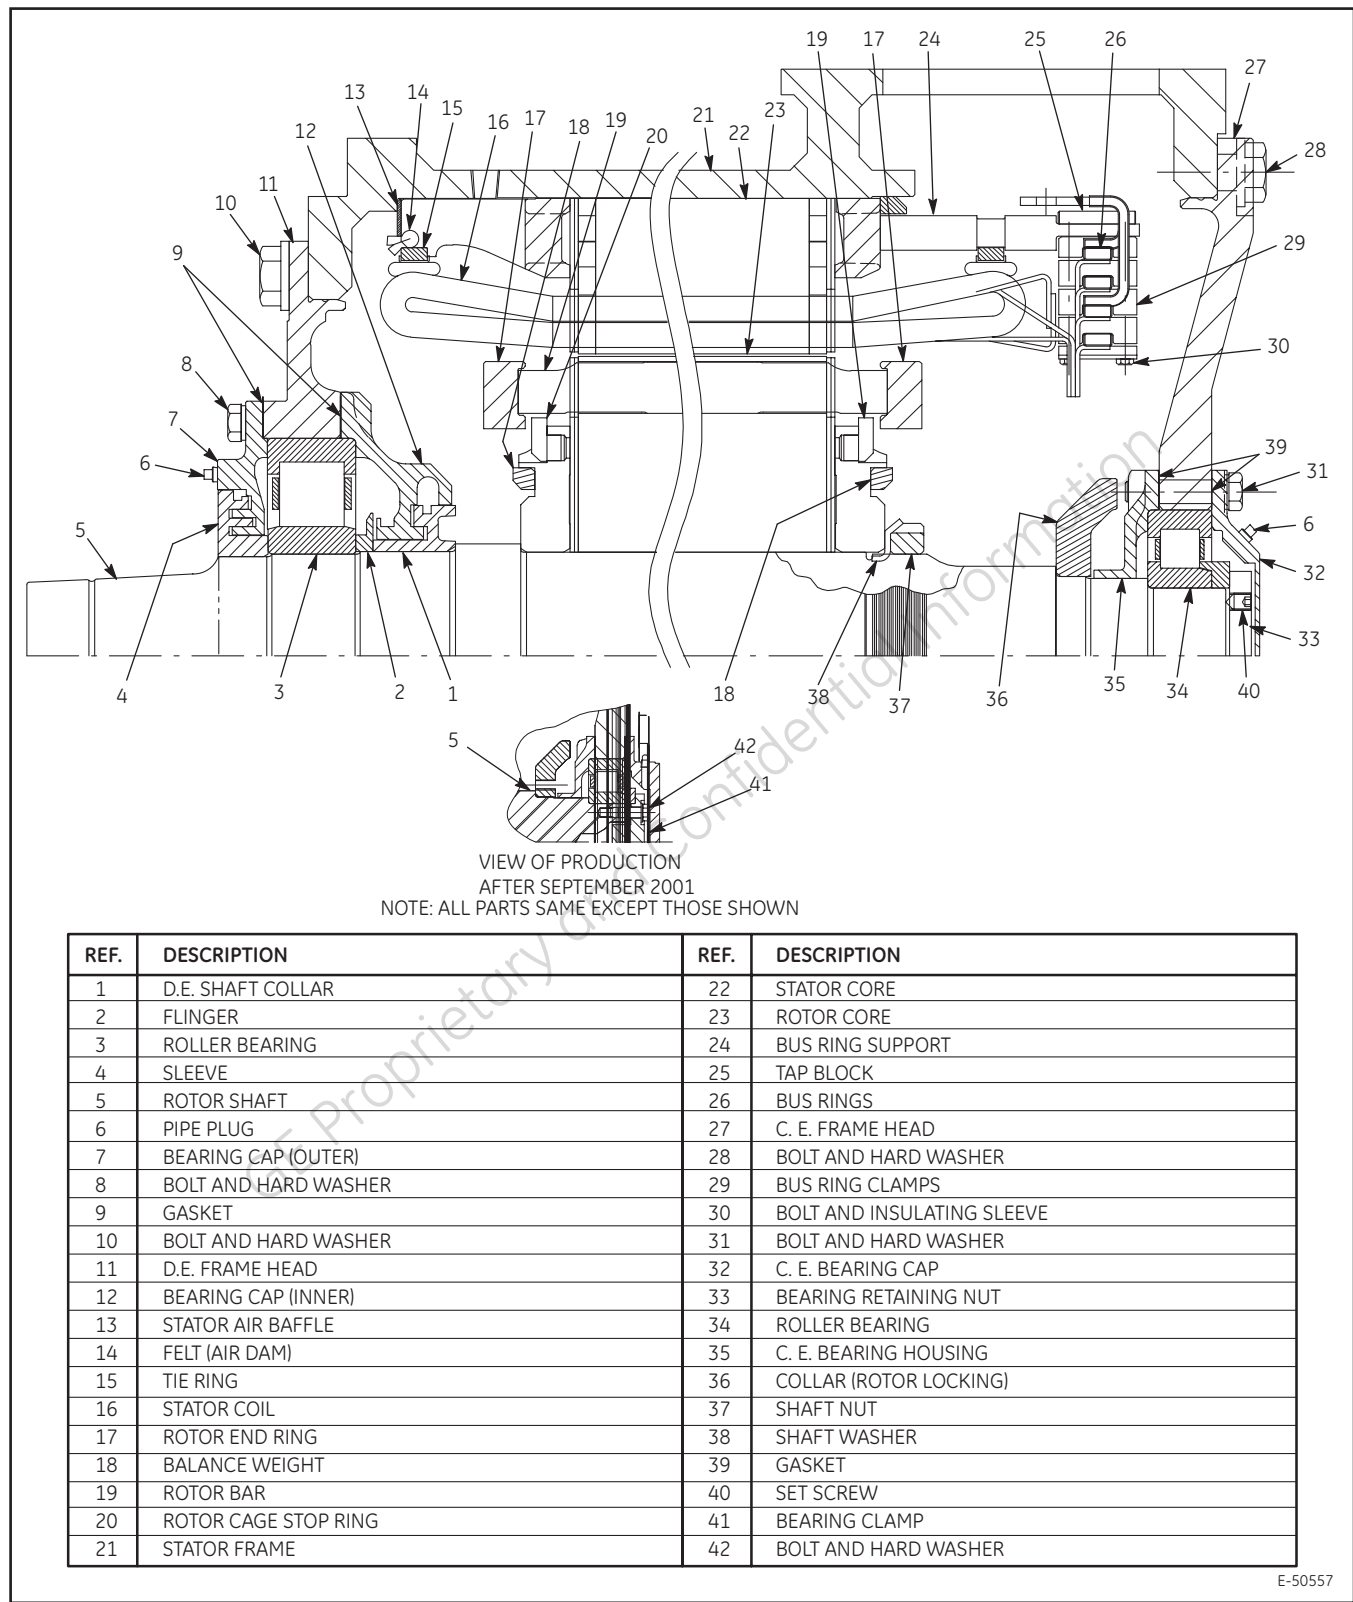 19 17 24 25 26
27
13 14 15 16 17 18 19 20 21 22 23
12
28
11
10
9
29
8
30
7
6
39
31
5
6
36
32
33
4 3 2 1 18 38 37 36 35 34 40
5
42
41
VIEW OF PRODUCTION
AFTER SEPTEMBER 2001
NOTE: ALL PARTS SAME EXCEPT THOSE SHOWN
GE Proprietary and Confidential Information
REF. DESCRIPTION REF. DESCRIPTION
1 D.E. SHAFT COLLAR 22 STATOR CORE
2 FLINGER 23 ROTOR CORE
3 ROLLER BEARING 24 BUS RING SUPPORT
4 SLEEVE 25 TAP BLOCK
5 ROTOR SHAFT 26 BUS RINGS
6 PIPE PLUG 27 C. E. FRAME HEAD
7 BEARING CAP (OUTER) 28 BOLT AND HARD WASHER
8 BOLT AND HARD WASHER 29 BUS RING CLAMPS
9 GASKET 30 BOLT AND INSULATING SLEEVE
10 BOLT AND HARD WASHER 31 BOLT AND HARD WASHER
11 D.E. FRAME HEAD 32 C. E. BEARING CAP
12 BEARING CAP (INNER) 33 BEARING RETAINING NUT
13 STATOR AIR BAFFLE 34 ROLLER BEARING
14 FELT (AIR DAM) 35 C. E. BEARING HOUSING
15 TIE RING 36 COLLAR (ROTOR LOCKING)
16 STATOR COIL 37 SHAFT NUT
17 ROTOR END RING 38 SHAFT WASHER
18 BALANCE WEIGHT 39 GASKET
19 ROTOR BAR 40 SET SCREW
20 ROTOR CAGE STOP RING 41 BEARING CLAMP
21 STATOR FRAME 42 BOLT AND HARD WASHER
E-50557